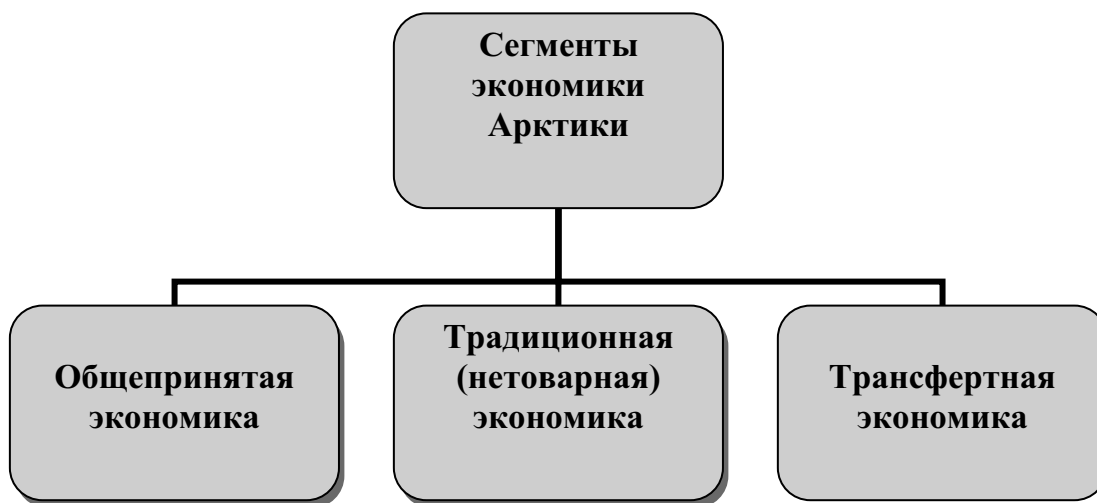 Сегменты
экономики
Арктики
Общепринятая
экономика
Традиционная
(нетоварная)
экономика
Трансфертная
экономика